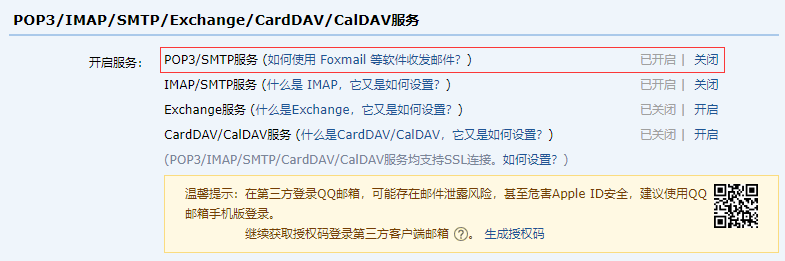 POP3/IMAP/SMTP/Exchange/CardDAV/CalDAV服务
开启服务： POP3/SMTP服务 (如何使用 Foxmail 等软件收发邮件？) 已开启 | 关闭
IMAP/SMTP服务 (什么是 IMAP，它又是如何设置？) 已开启 | 关闭
Exchange服务 (什么是Exchange，它又是如何设置？) 已关闭 | 开启
CardDAV/CalDAV服务 (什么是CardDAV/CalDAV，它又是如何设置？) 已关闭 | 开启
(POP3/IMAP/SMTP/CardDAV/CalDAV服务均支持SSL连接。如何设置？)
温馨提示：在第三方登录QQ邮箱，可能存在邮件泄露风险，甚至危害Apple ID安全，建议使用QQ
邮箱手机版登录。
继续获取授权码登录第三方客户端邮箱 ?。 生成授权码